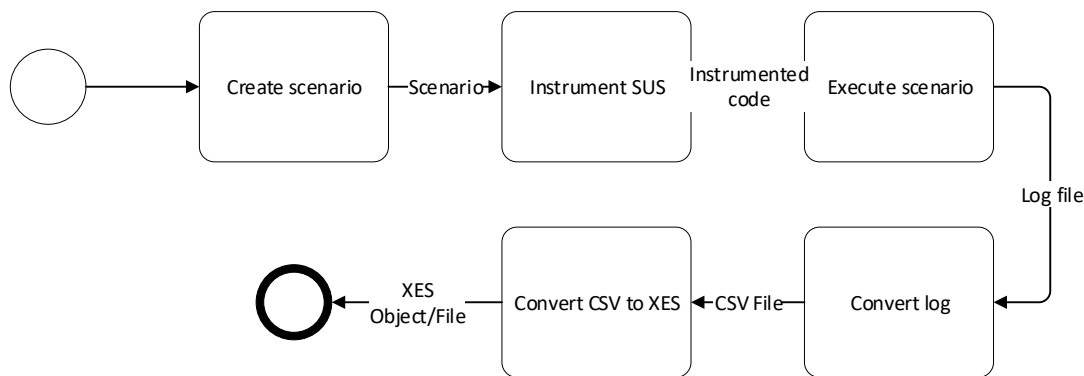 Create scenario
Scenario
Instrument SUS
Instrumented
code
Execute scenario
Log file
Convert log
CSV File
Convert CSV to XES
XES
Object/File